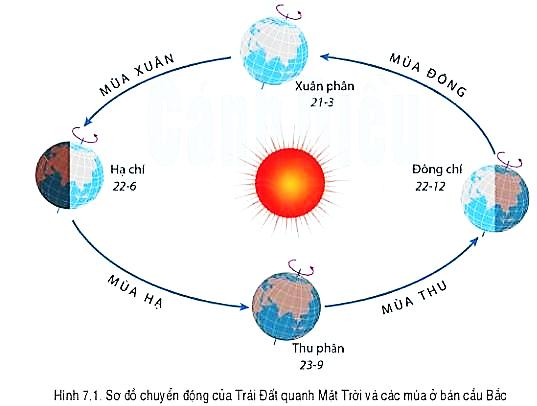 MÙA XUÂN
MÙA ĐÔNG
Xuân phân
21-3
Cánh Diều
Hạ chí
22-6
Đông chí
22-12
MÙA HẠ
MÙA THU
Thu phân
23-9
Hình 7.1. Sơ đồ chuyển động của Trái Đất quanh Mặt Trời và các mùa ở bán cầu Bắc